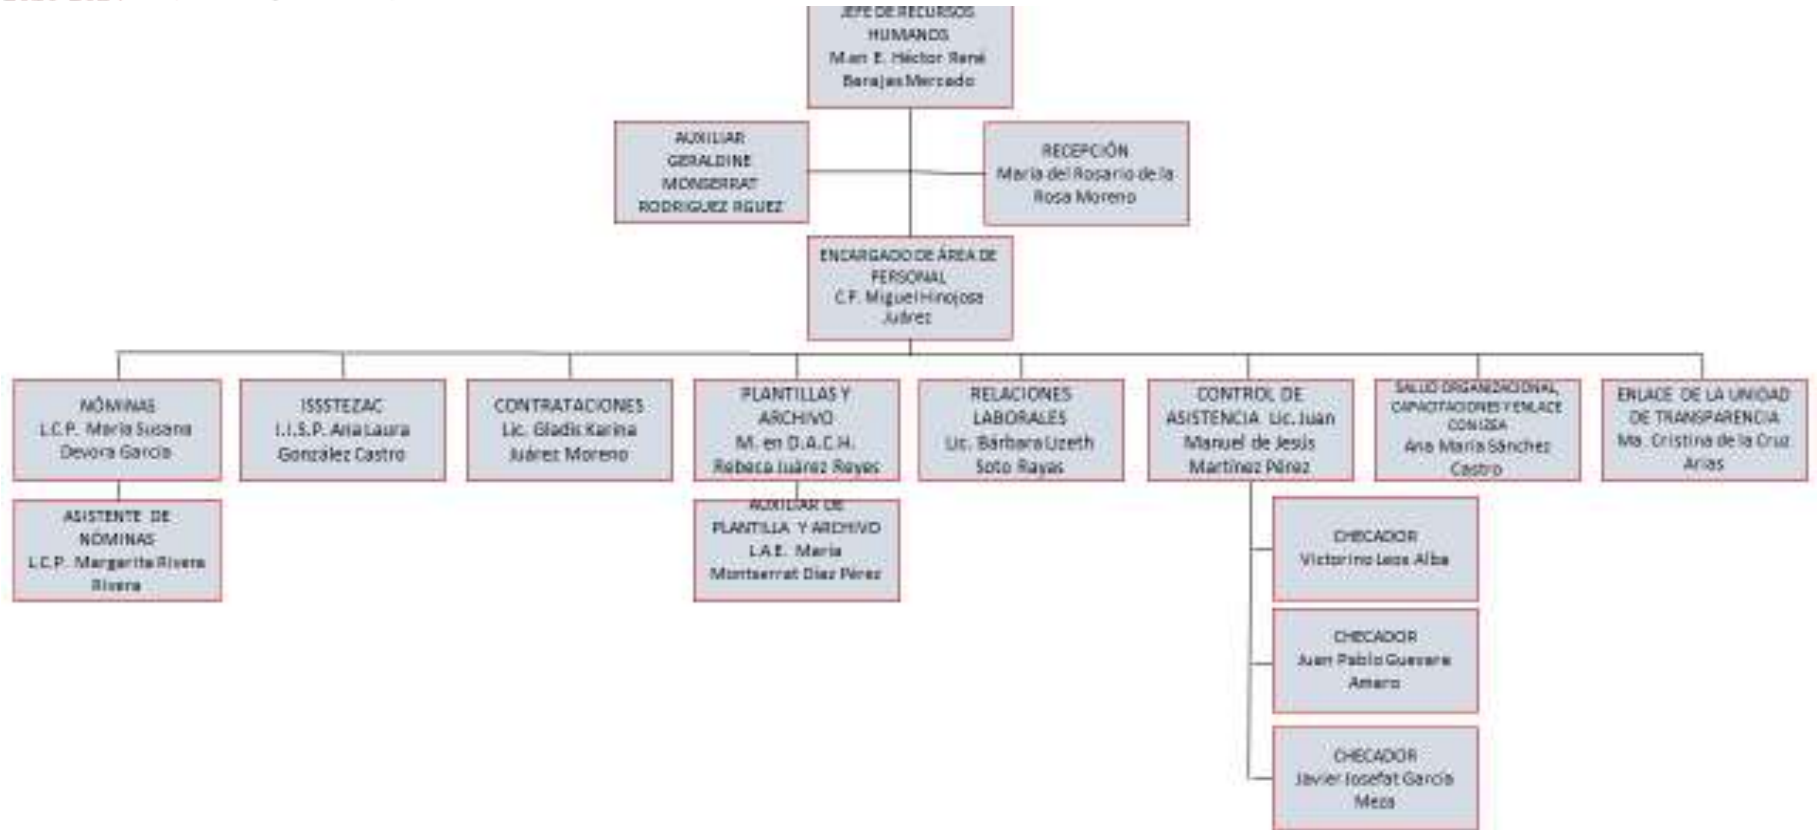 JEFE DE RECURSOS
HUMANOS
M.en E. Héctor René
Barajas Mercado
AUXILIAR
GERALDINE
MONSERRAT
RODRIGUEZ RGUEZ
RECEPCIÓN
María del Rosario de la
Rosa Moreno
ENCARGADO DE ÁREA DE
PERSONAL
C.P. Miguel Hinojosa
Juárez
NÓMINAS
L.C.P. María Susana
Devora García
ISSSTEZAC
I.I.S.P. Ana Laura
González Castro
CONTRATACIONES
Lic. Gladis Karina
Juárez Moreno
PLANTILLAS Y
ARCHIVO
M. en D.A.C.H.
Rebeca Juárez Reyes
RELACIONES
LABORALES
Lic. Bárbara Lizeth
Soto Rayas
CONTROL DE
ASISTENCIA Lic. Juan
Manuel de Jesús
Martínez Pérez
SALUD ORGANIZACIONAL,
CAPACITACIONES Y ENLACE
CON IZEA
Ana María Sánchez
Castro
ENLACE DE LA UNIDAD
DE TRANSPARENCIA
Ma. Cristina de la Cruz
Arias
ASISTENTE DE
NÓMINAS
L.C.P. Margarita Rivera
Rivera
AUXILIAR DE
PLANTILLA Y ARCHIVO
L.A.E. María
Montserrat Díaz Pérez
CHECADOR
Victorino Leos Alba
CHECADOR
Juan Pablo Guevara
Amaro
CHECADOR
Javier Josefat García
Meza